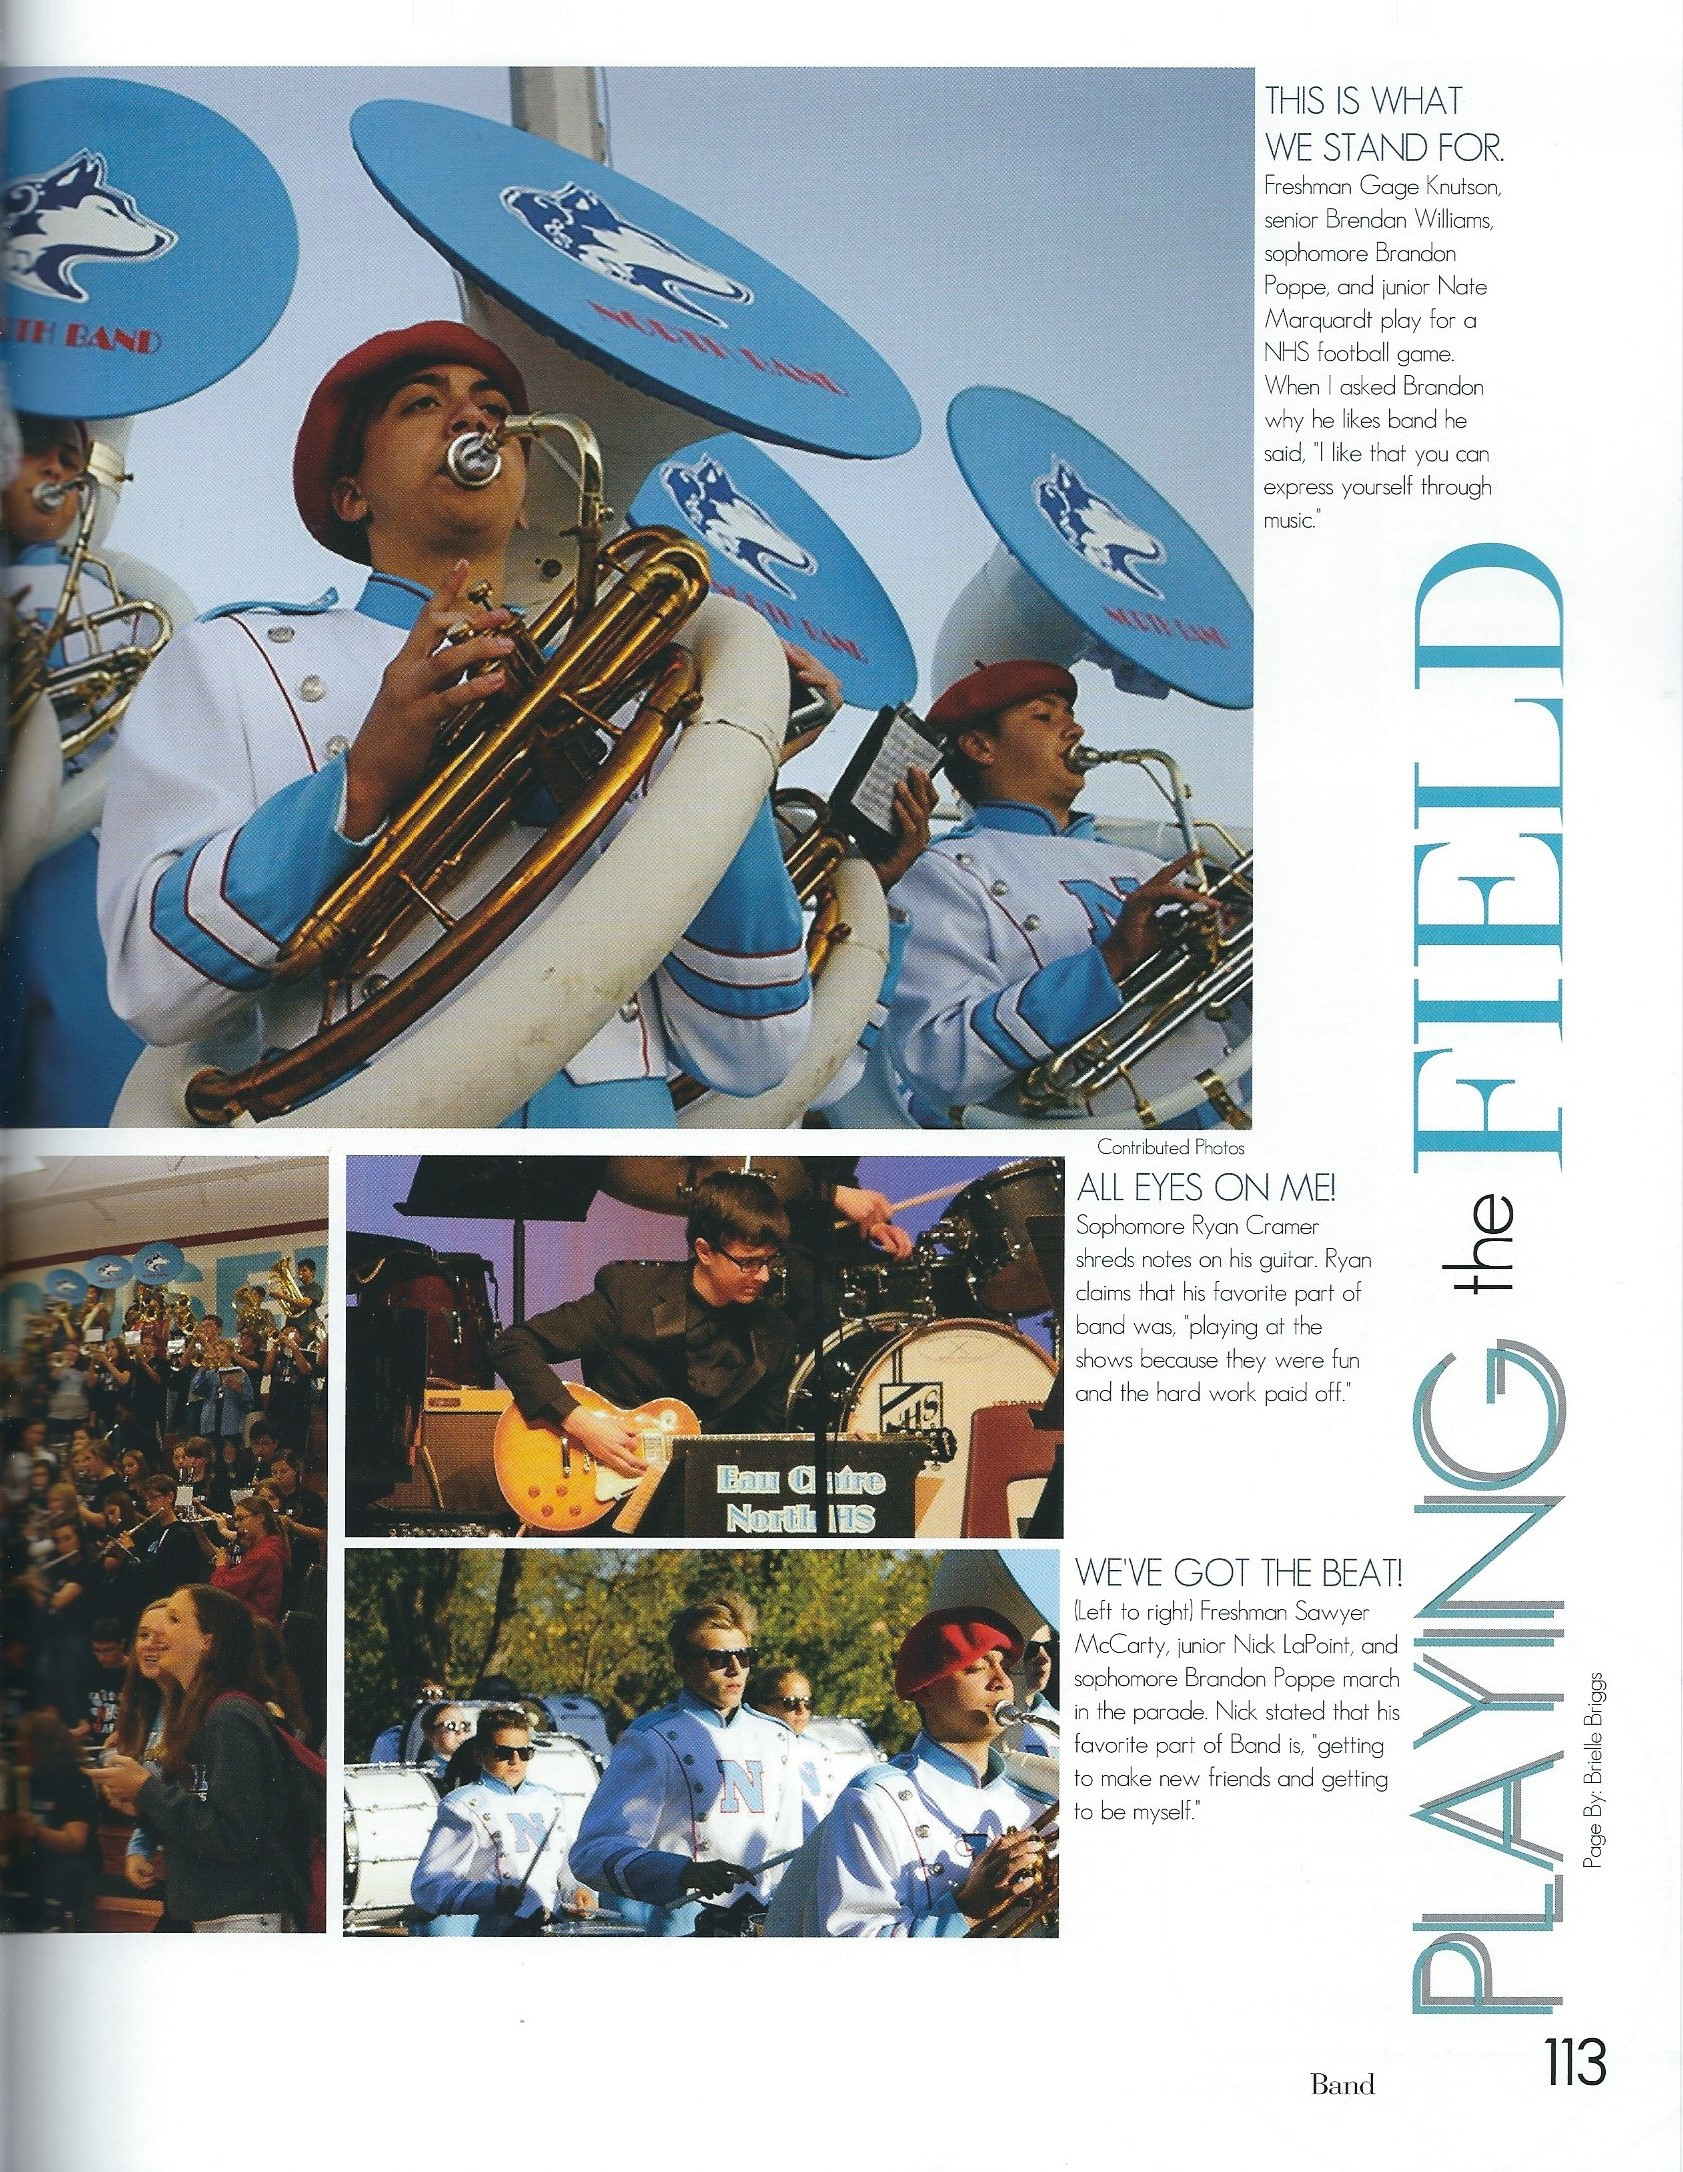 THIS IS WHAT
WE STAND FOR.
Freshman Gage Knutson,
senior Brendan Williams,
sophomore Brandon
Poppe, and junior Nate
Marquardt play for a
NHS football game.
When I asked Brandon
why he likes band he
said, "I like that you can
express yourself through
music."
TH BAND
NORTH BAND
NORTH BAND
NORTH BAND
N
Contributed Photos
ALL EYES ON ME!
Sophomore Ryan Cramer
shreds notes on his guitar. Ryan
claims that his favorite part of
band was, "playing at the
shows because they were fun
and the hard work paid off."
Eau Claire
North HS
WE'VE GOT THE BEAT!
(Left to right) Freshman Sawyer
McCarty, junior Nick LaPoint, and
sophomore Brandon Poppe march
in the parade. Nick stated that his
favorite part of Band is, "getting
to make new friends and getting
to be myself."
N
N
PLAYING the FIELD
Page By: Brielle Briggs
Band
113